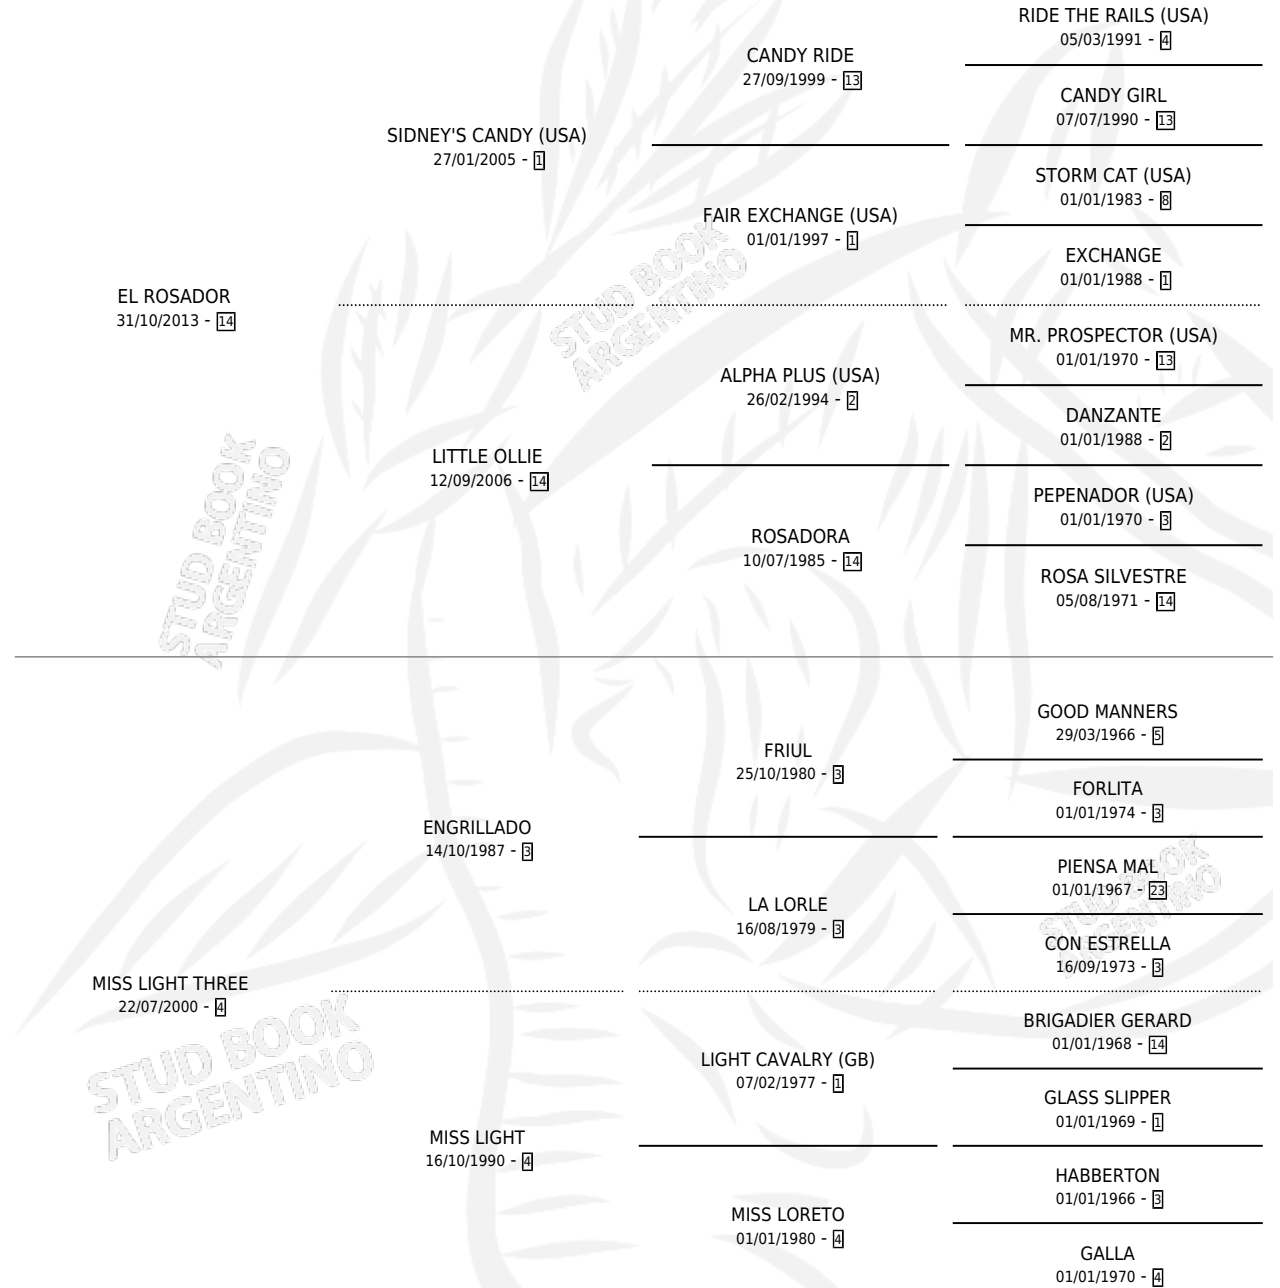 RIDE THE RAILS (USA)
05/03/1991 - 4
CANDY RIDE
27/09/1999 - 13
CANDY GIRL
07/07/1990 - 13
SIDNEY'S CANDY (USA)
27/01/2005 - 1
STORM CAT (USA)
01/01/1983 - 8
FAIR EXCHANGE (USA)
01/01/1997 - 1
EXCHANGE
01/01/1988 - 1
EL ROSADOR
31/10/2013 - 14
MR. PROSPECTOR (USA)
01/01/1970 - 13
ALPHA PLUS (USA)
26/02/1994 - 2
DANZANTE
01/01/1988 - 2
LITTLE OLLIE
12/09/2006 - 14
PEPENADOR (USA)
01/01/1970 - 3
ROSADORA
10/07/1985 - 14
ROSA SILVESTRE
05/08/1971 - 14
GOOD MANNERS
29/03/1966 - 5
FRIUL
25/10/1980 - 3
FORLITA
01/01/1974 - 3
ENGRILLADO
14/10/1987 - 3
PIENSA MAL
01/01/1967 - 23
LA LORLE
16/08/1979 - 3
CON ESTRELLA
16/09/1973 - 3
MISS LIGHT THREE
22/07/2000 - 4
BRIGADIER GERARD
01/01/1968 - 14
LIGHT CAVALRY (GB)
07/02/1977 - 1
GLASS SLIPPER
01/01/1969 - 1
MISS LIGHT
16/10/1990 - 4
HABBERTON
01/01/1966 - 3
MISS LORETO
01/01/1980 - 4
GALLA
01/01/1970 - 4
STUD BOOK
ARGENTINO
STUD BOOK
ARGENTINO
STUD BOOK
ARGENTINO
STUD BOOK
ARGENTINO